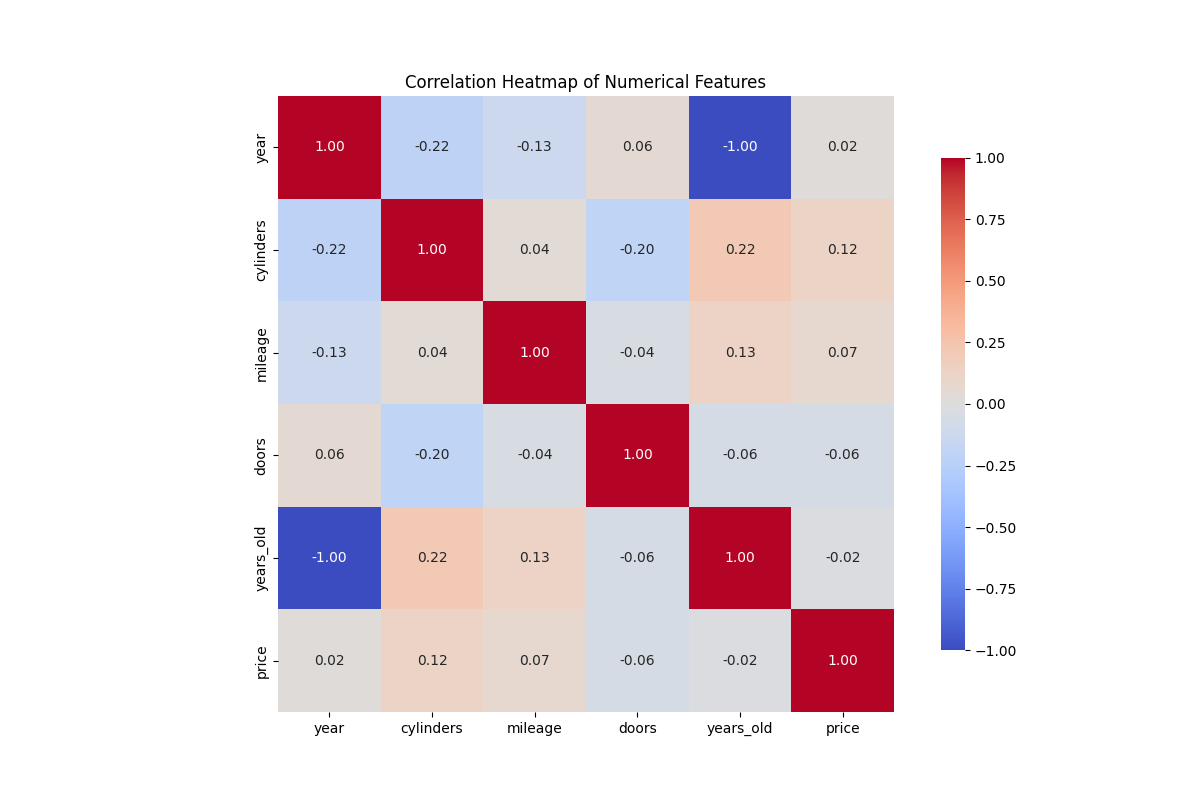 Correlation Heatmap of Numerical Features
year 1.00 -0.22 -0.13 0.06 -1.00 0.02
cylinders -0.22 1.00 0.04 -0.20 0.22 0.12
mileage -0.13 0.04 1.00 -0.04 0.13 0.07
doors 0.06 -0.20 -0.04 1.00 -0.06 -0.06
years_old -1.00 0.22 0.13 -0.06 1.00 -0.02
price 0.02 0.12 0.07 -0.06 -0.02 1.00
year cylinders mileage doors years_old price
1.00
0.75
0.50
0.25
0.00
−0.25
−0.50
−0.75
−1.00